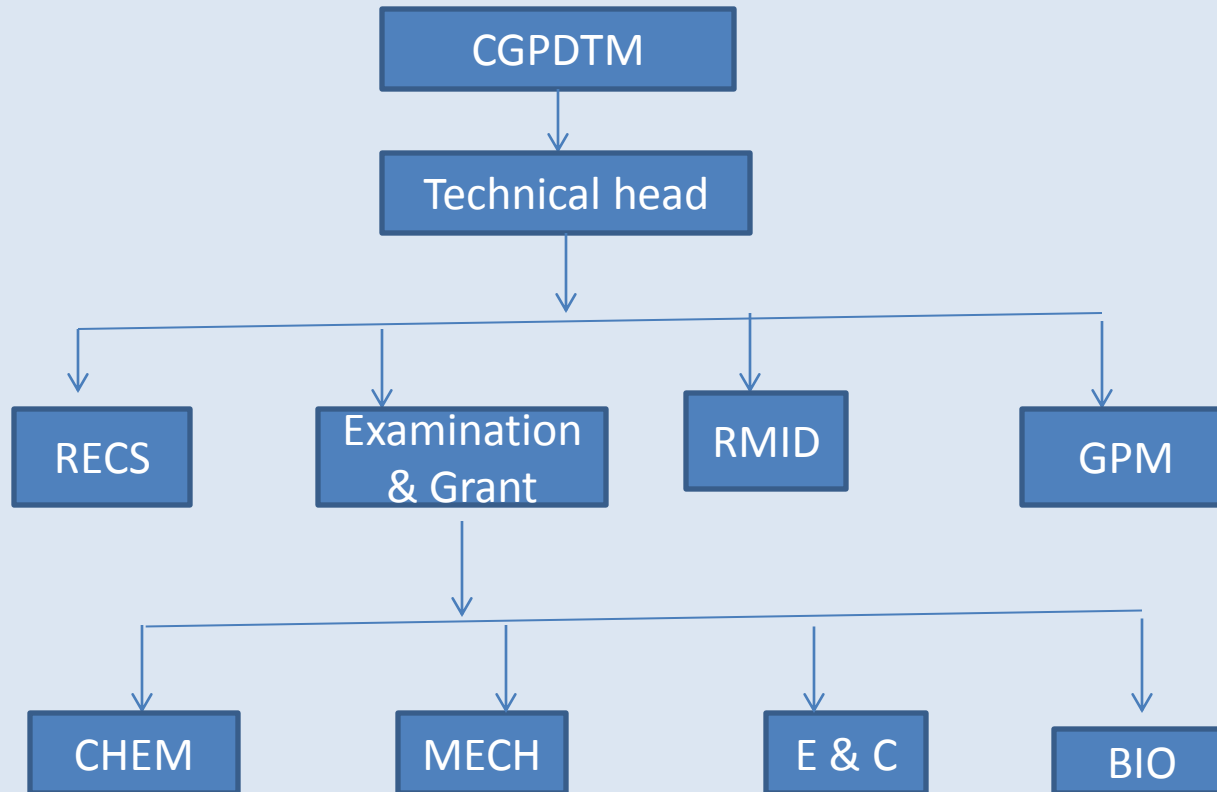 CGPDTM
Technical head
RECS
Examination
& Grant
RMID
GPM
CHEM
MECH
E & C
BIO